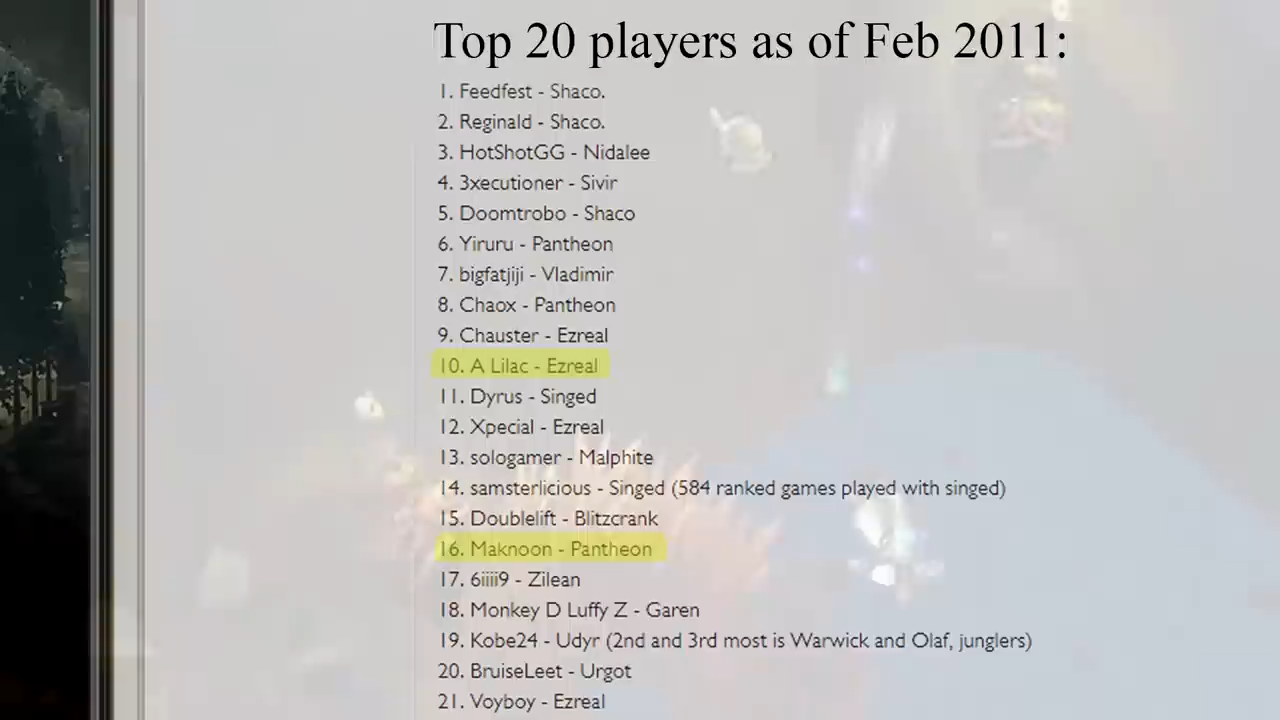 Top 20 players as of Feb 2011:
1. Feedfest - Shaco.
2. Reginald - Shaco.
3. HotShotGG - Nidalee
4. 3xecutioner - Sivir
5. Doomtrobo - Shaco
6. Yiruru - Pantheon
7. bigfatjiji - Vladimir
8. Chaox - Pantheon
9. Chauster - Ezreal
10. A Lilac - Ezreal
11. Dyrus - Singed
12. Xpecial - Ezreal
13. sologamer - Malphite
14. samsterlicious - Singed (584 ranked games played with singed)
15. Doublelift - Blitzcrank
16. Maknoon - Pantheon
17. 6iiii9 - Zilean
18. Monkey D Luffy Z - Garen
19. Kobe24 - Udyr (2nd and 3rd most is Warwick and Olaf, junglers)
20. BruiseLeet - Urgot
21. Voyboy - Ezreal